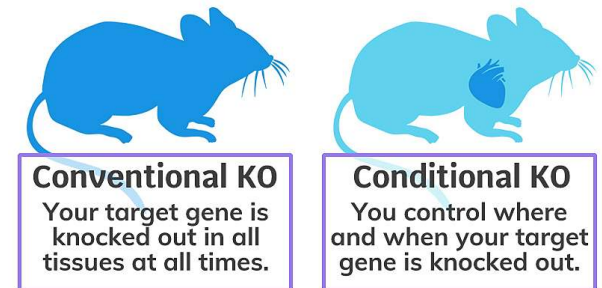 Conventional KO
Your target gene is
knocked out in all
tissues at all times.
Conditional KO
You control where
and when your target
gene is knocked out.